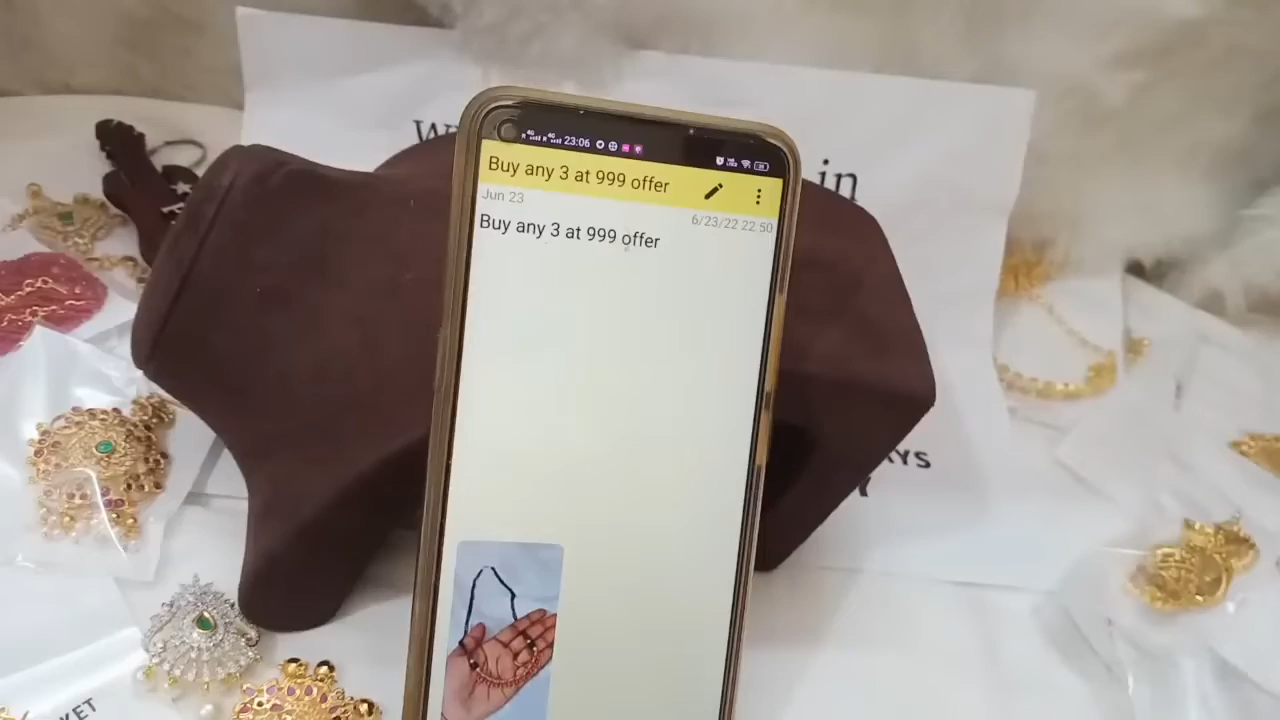 23:06
Buy any 3 at 999 offer
Jun 23
6/23/22 22:50
Buy any 3 at 999 offer
in